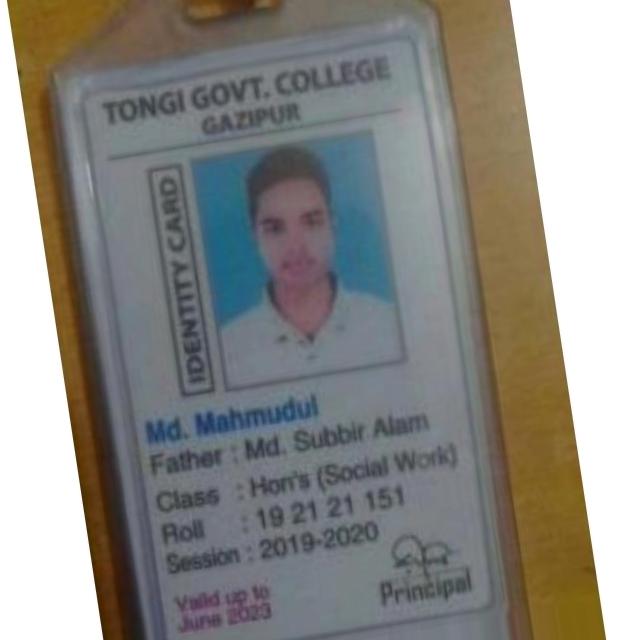 TONGI GOVT. COLLEGE
GAZIPUR
IDENTITY CARD
Md. Mahmudul
Father : Md. Subbir Alam
Class : Hon's (Social Work)
Roll : 19 21 21 151
Session : 2019-2020
Valid up to
June 2023
Principal